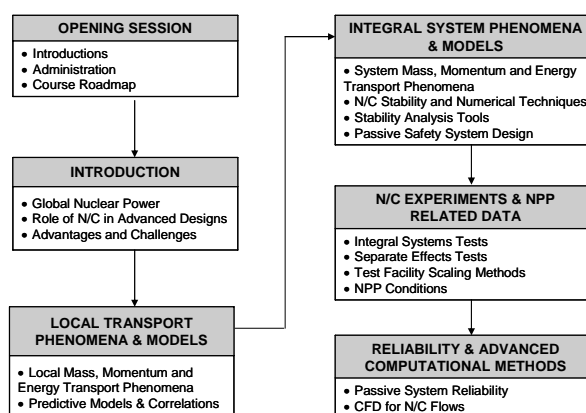 OPENING SESSION
• Introductions
• Administration
• Course Roadmap
INTRODUCTION
• Global Nuclear Power
• Role of N/C in Advanced Designs
• Advantages and Challenges
LOCAL TRANSPORT
PHENOMENA & MODELS
• Local Mass, Momentum and
Energy Transport Phenomena
• Predictive Models & Correlations
INTEGRAL SYSTEM PHENOMENA
& MODELS
• System Mass, Momentum and Energy
Transport Phenomena
• N/C Stability and Numerical Techniques
• Stability Analysis Tools
• Passive Safety System Design
N/C EXPERIMENTS & NPP
RELATED DATA
• Integral Systems Tests
• Separate Effects Tests
• Test Facility Scaling Methods
• NPP Conditions
RELIABILITY & ADVANCED
COMPUTATIONAL METHODS
• Passive System Reliability
• CFD for N/C Flows